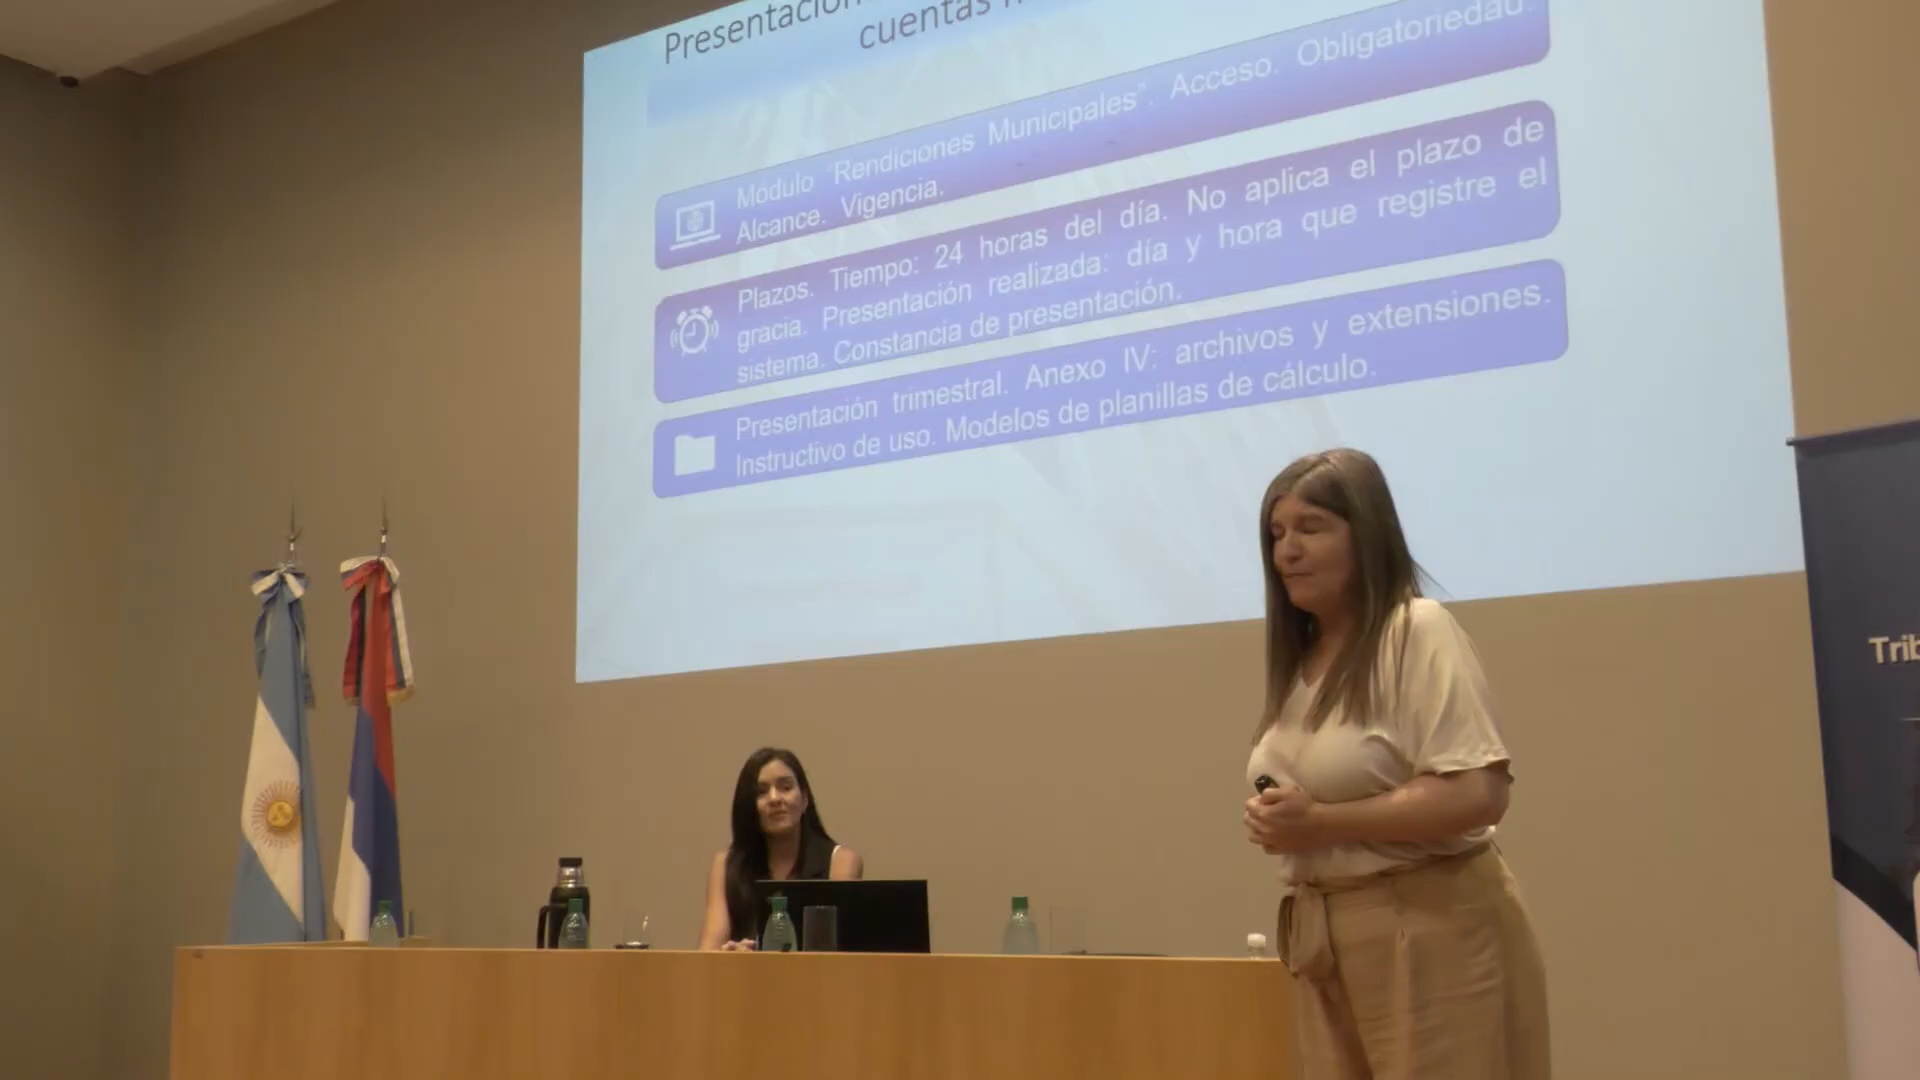 Presentación
cuentas
Módulo "Rendiciones Municipales". Acceso. Obligatoriedad.
Alcance. Vigencia.
Plazos. Tiempo: 24 horas del día. No aplica el plazo de
gracia. Presentación realizada: día y hora que registre el
sistema. Constancia de presentación.
Presentación trimestral. Anexo IV: archivos y extensiones.
Instructivo de uso. Modelos de planillas de cálculo.
Trib